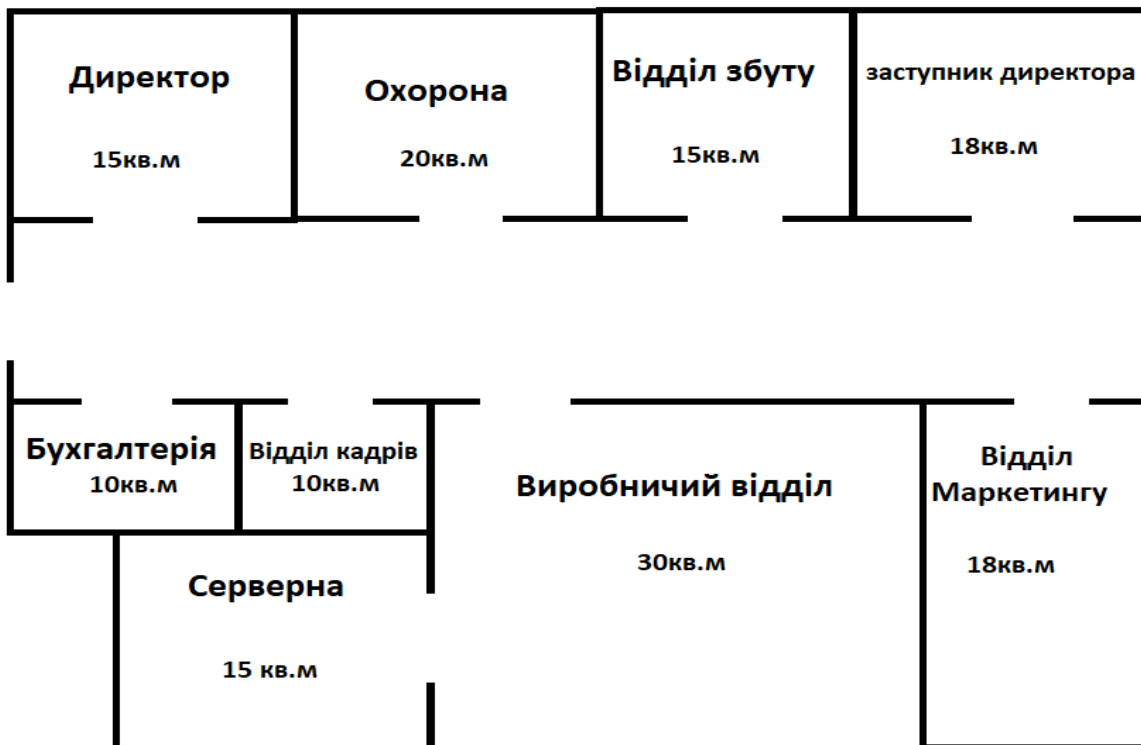 Директор
15кв.м
Охорона
20кв.м
Відділ збуту
15кв.м
заступник директора
18кв.м
Бухгалтерія
10кв.м
Відділ кадрів
10кв.м
Виробничий відділ
30кв.м
Відділ
Маркетингу
18кв.м
Серверна
15 кв.м